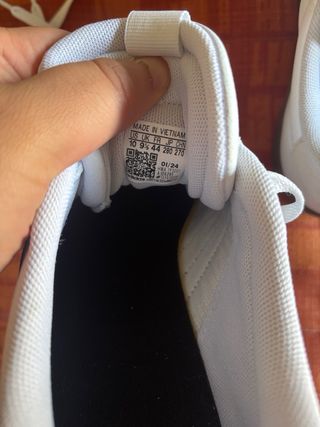 MADE IN VIETNAM
US UK FR JP CHN
10 9½ 44 280 270
01/24